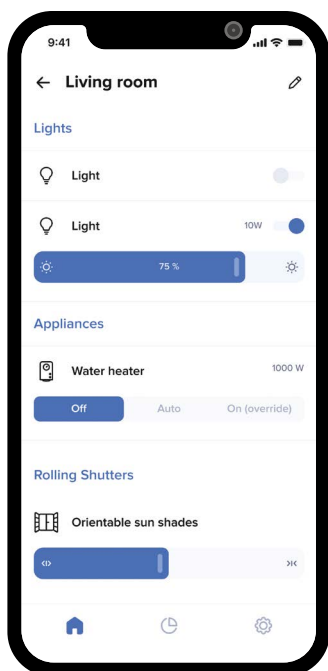 9:41
Living room
Lights
Light
Light 10W
75 %
Appliances
Water heater 1000 W
Off Auto On (override)
Rolling Shutters
Orientable sun shades